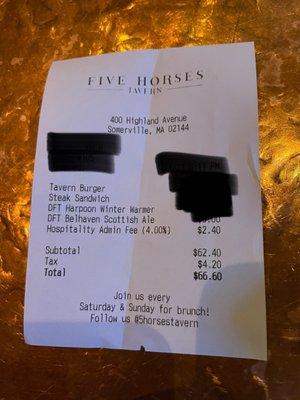 FIVE HORSES
TAVERN
400 Highland Avenue
Somerville, MA 02144
Tavern Burger
Steak Sandwich
DFT Harpoon Winter Warmer
DFT Belhaven Scottish Ale
Hospitality Admin Fee (4.00%) $2.40
Subtotal $62.40
Tax $4.20
Total $66.60
Join us every
Saturday & Sunday for brunch!
Follow us @5horsestavern